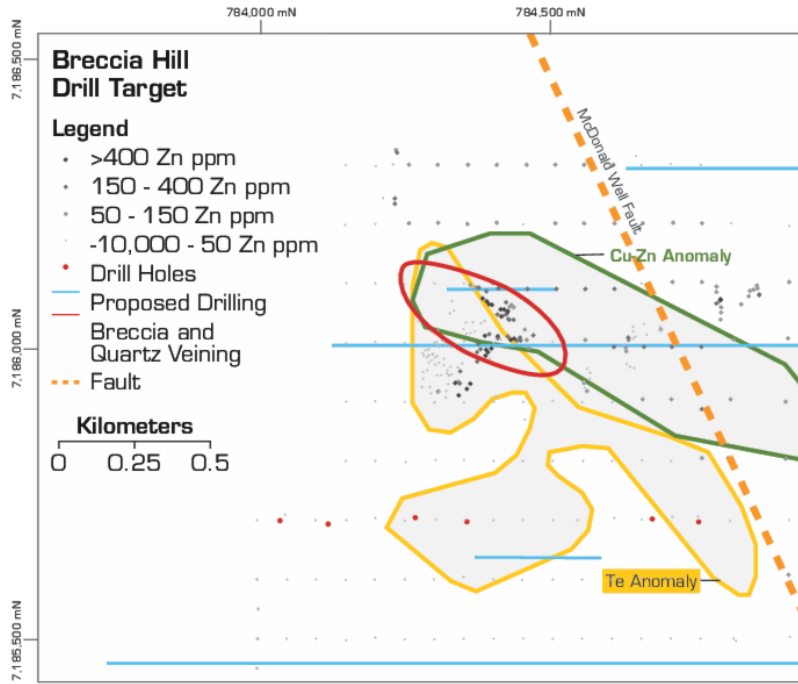 784,000 mN
784,500 mN
7,186,500 mN
7,186,000 mN
7,185,500 mN
Breccia Hill
Drill Target
Legend
>400 Zn ppm
150 - 400 Zn ppm
50 - 150 Zn ppm
-10,000 - 50 Zn ppm
Drill Holes
Proposed Drilling
Breccia and
Quartz Veining
Fault
Kilometers
0 0.25 0.5
McDonald Well Fault
Cu-Zn Anomaly
Te Anomaly